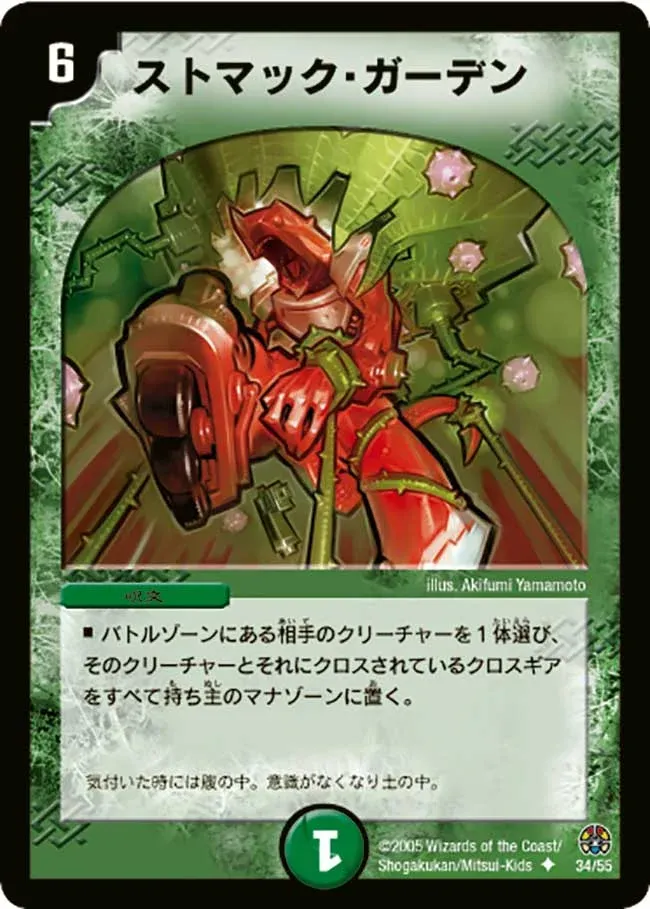 6
ストマック・ガーデン
illus. Akifumi Yamamoto
呪文
■ バトルゾーンにある相手のクリーチャーを1体選び、
そのクリーチャーとそれにクロスされているクロスギア
をすべて持ち主のマナゾーンに置く。
気付いた時には腹の中。意識がなくなり土の中。
1
©2005 Wizards of the Coast/
Shogakukan/Mitsui-Kids
34/55